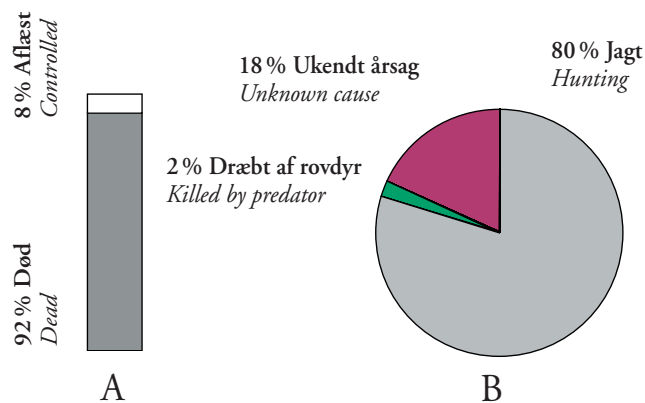 8 % Aflæst
Controlled
92 % Død
Dead
A
18 % Ukendt årsag
Unknown cause
80 % Jagt
Hunting
2 % Dræbt af rovdyr
Killed by predator
B